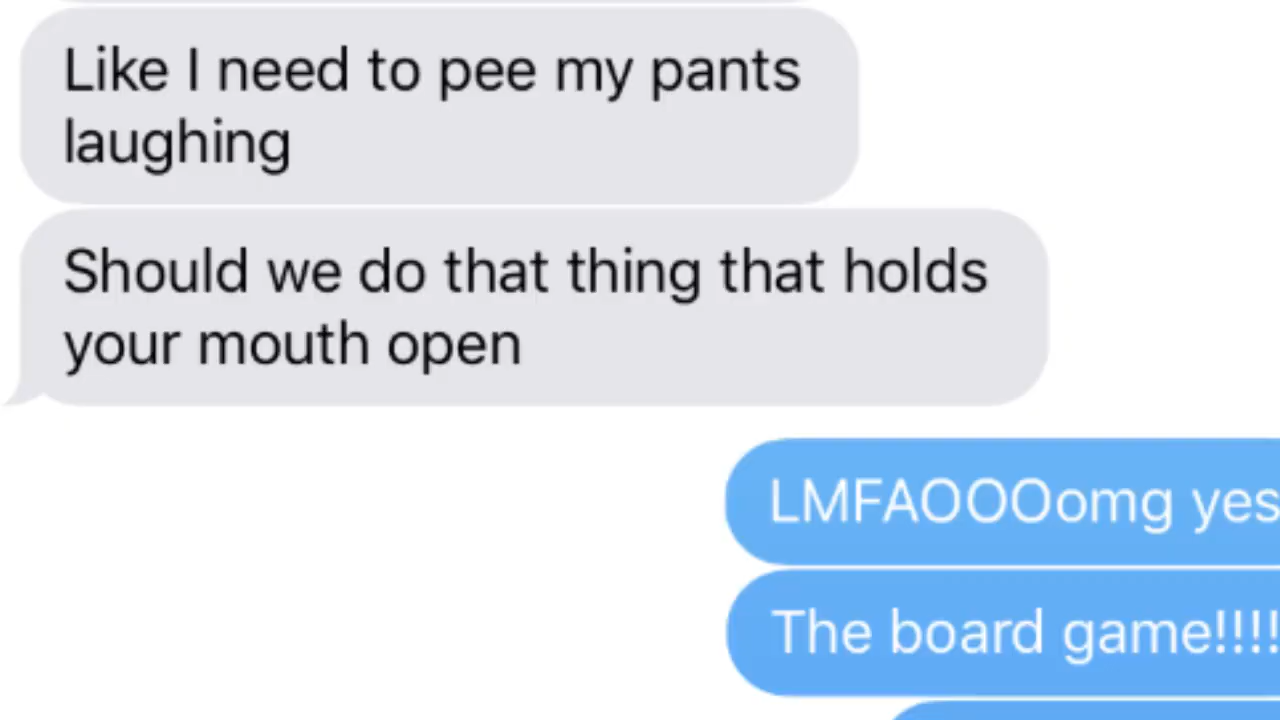 Like I need to pee my pants
laughing
Should we do that thing that holds
your mouth open
LMFAOOOomg yes
The board game!!!!